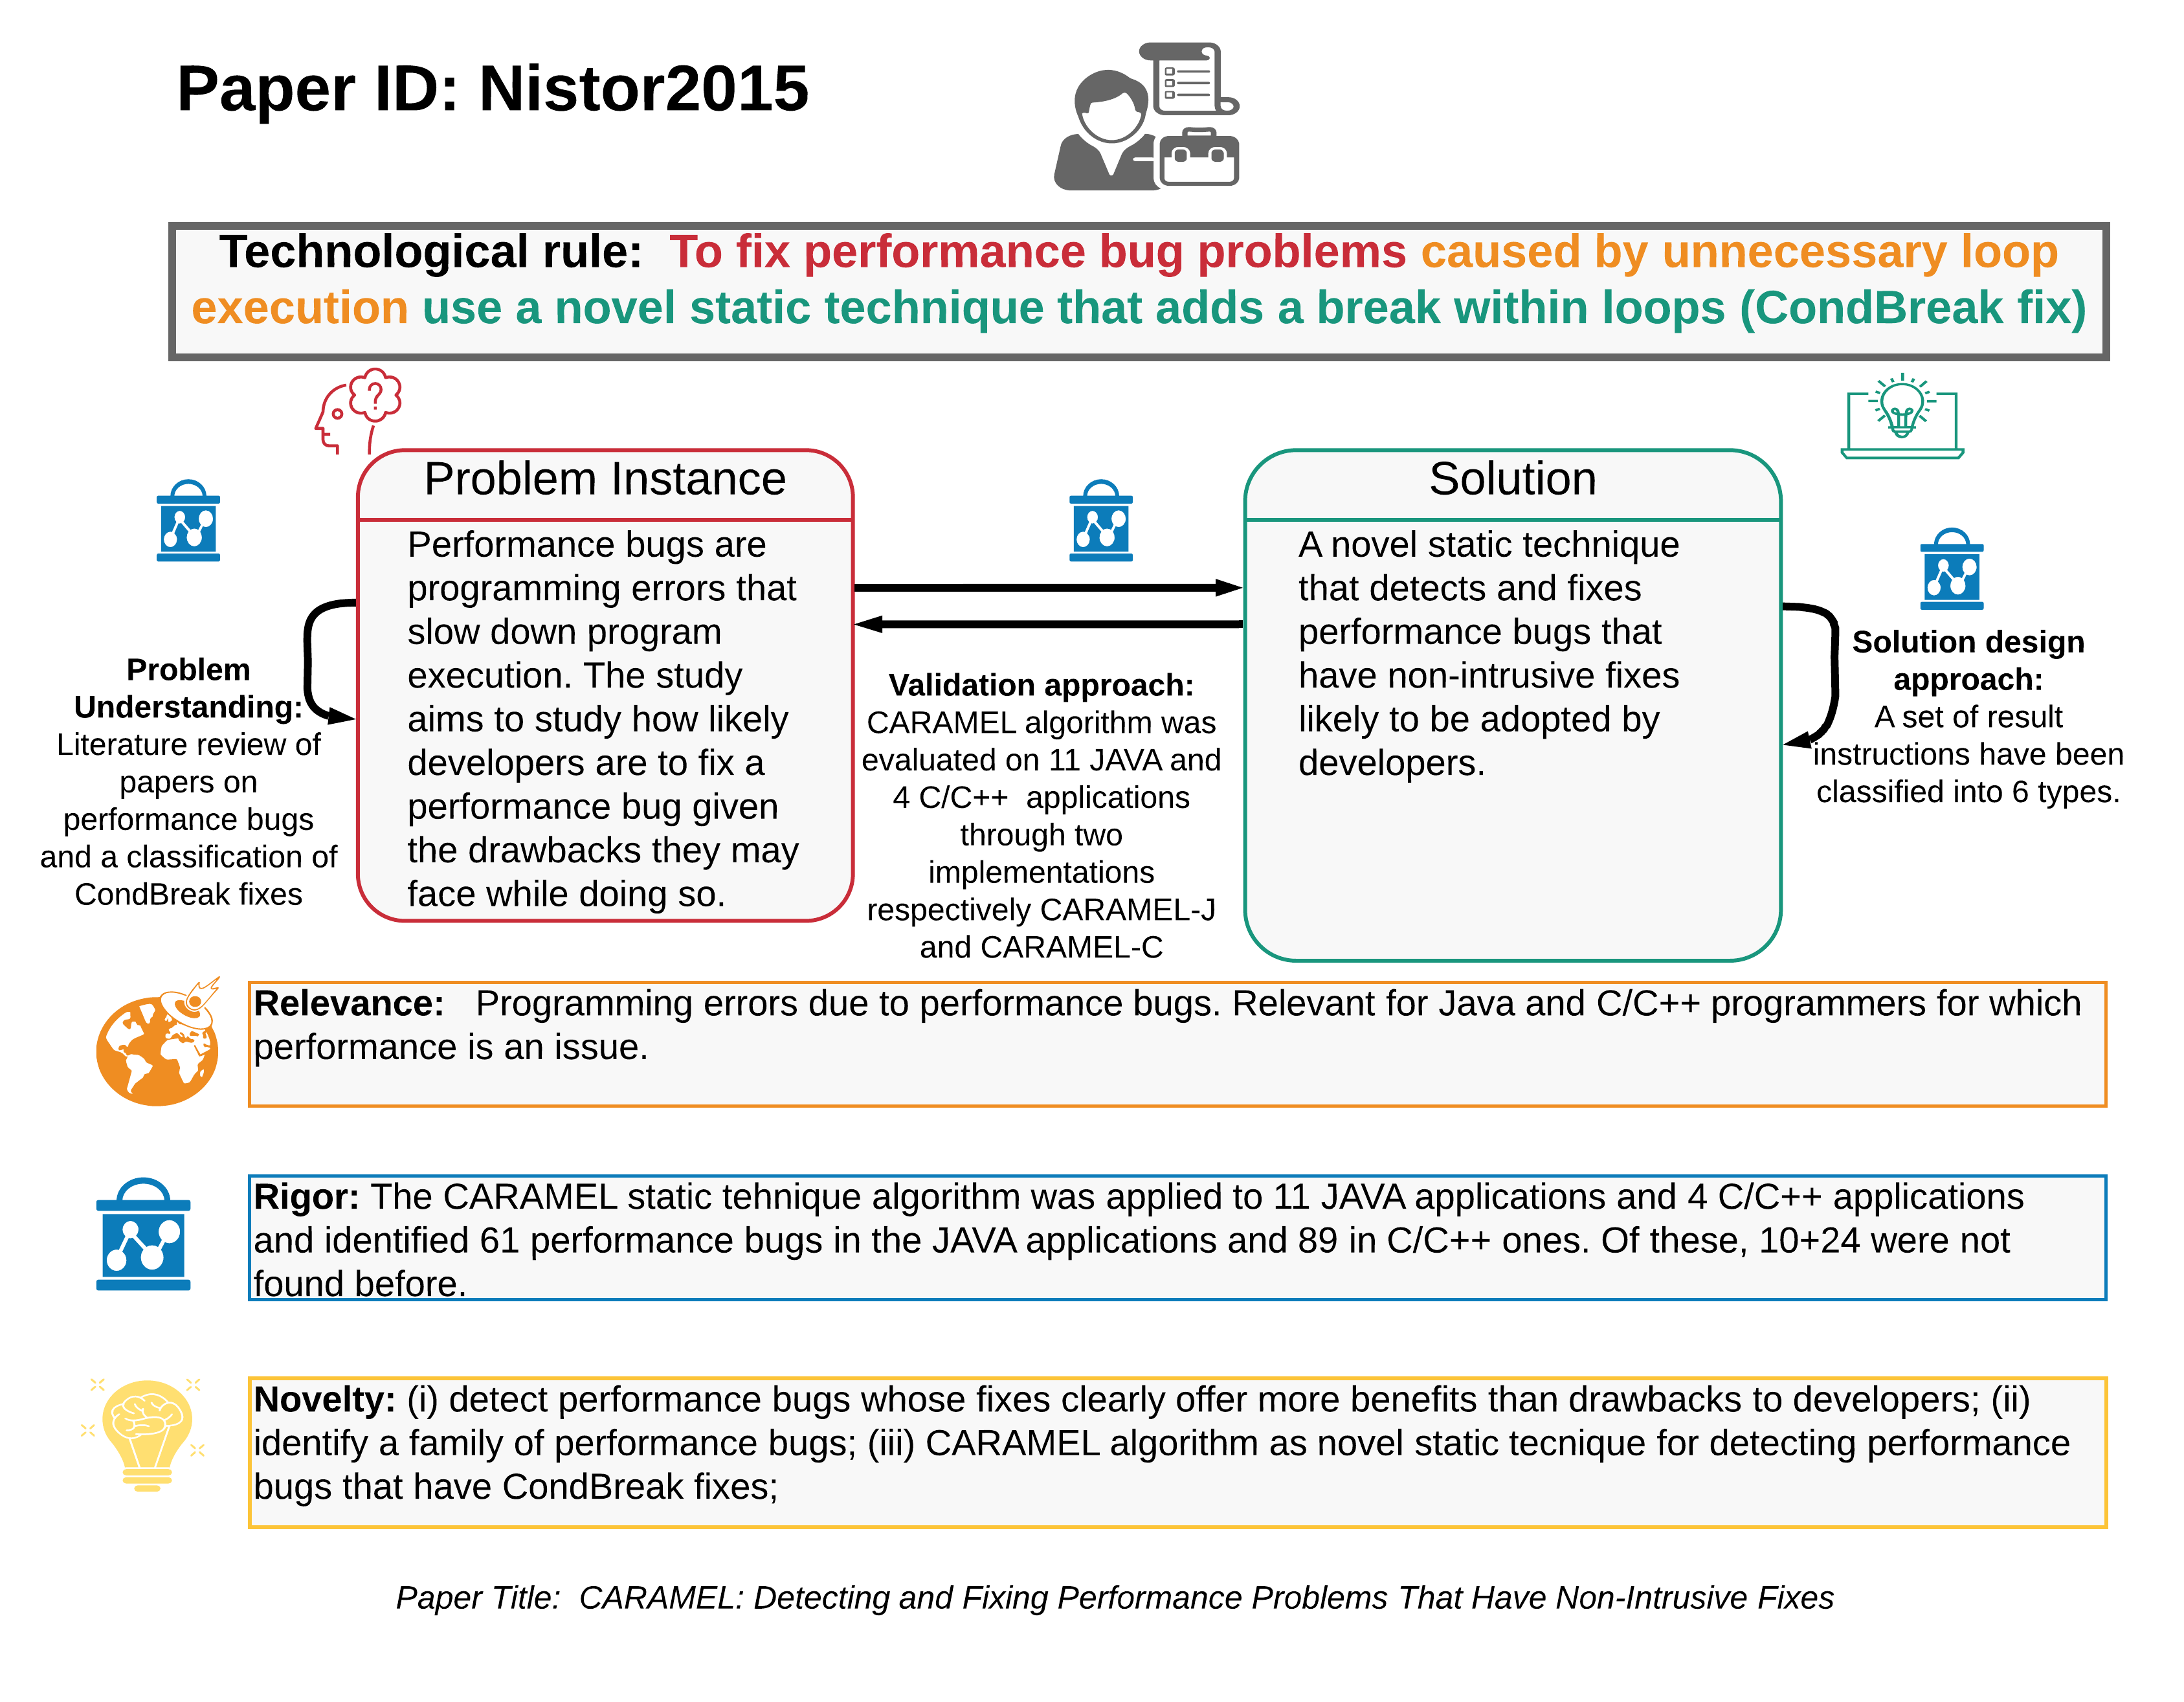 Paper ID: Nistor2015
Technological rule: To fix performance bug problems caused by unnecessary loop
execution use a novel static technique that adds a break within loops (CondBreak fix)
?
Problem Instance
Performance bugs are
programming errors that
slow down program
execution. The study
aims to study how likely
developers are to fix a
performance bug given
the drawbacks they may
face while doing so.
Problem
Understanding:
Literature review of
papers on
performance bugs
and a classification of
CondBreak fixes
Validation approach:
CARAMEL algorithm was
evaluated on 11 JAVA and
4 C/C++ applications
through two
implementations
respectively CARAMEL-J
and CARAMEL-C
Solution
A novel static technique
that detects and fixes
performance bugs that
have non-intrusive fixes
likely to be adopted by
developers.
Solution design
approach:
A set of result
instructions have been
classified into 6 types.
Relevance: Programming errors due to performance bugs. Relevant for Java and C/C++ programmers for which
performance is an issue.
Rigor: The CARAMEL static tehnique algorithm was applied to 11 JAVA applications and 4 C/C++ applications
and identified 61 performance bugs in the JAVA applications and 89 in C/C++ ones. Of these, 10+24 were not
found before.
Novelty: (i) detect performance bugs whose fixes clearly offer more benefits than drawbacks to developers; (ii)
identify a family of performance bugs; (iii) CARAMEL algorithm as novel static tecnique for detecting performance
bugs that have CondBreak fixes;
Paper Title: CARAMEL: Detecting and Fixing Performance Problems That Have Non-Intrusive Fixes